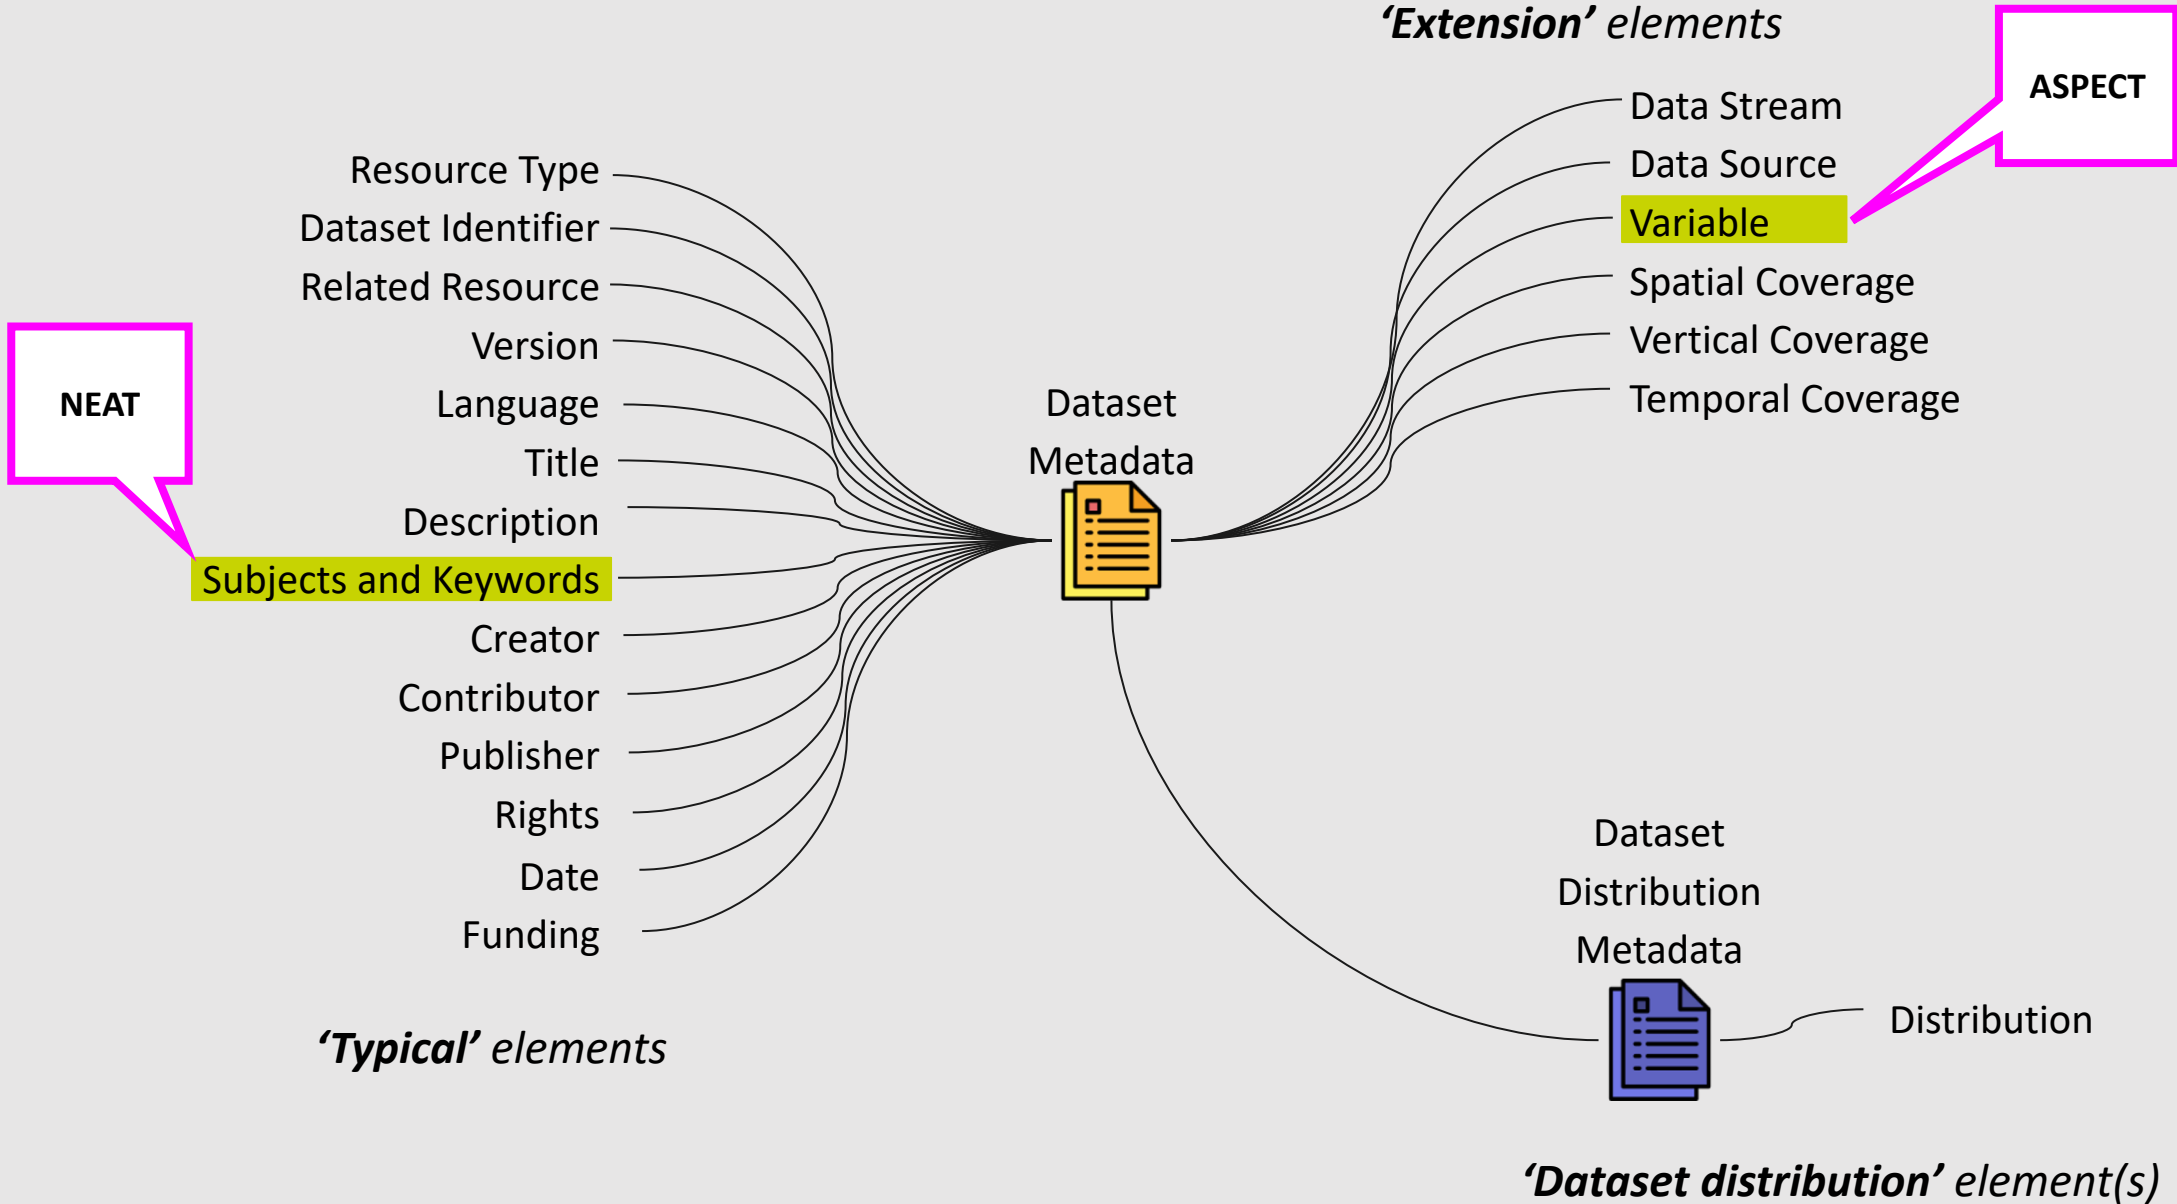 ‘Extension’ elements
ASPECT
Data Stream
Data Source
Variable
Spatial Coverage
Vertical Coverage
Temporal Coverage
Resource Type
Dataset Identifier
Related Resource
Version
Language
Title
Description
Subjects and Keywords
Creator
Contributor
Publisher
Rights
Date
Funding
NEAT
‘Typical’ elements
Dataset
Metadata
Dataset
Distribution
Metadata
Distribution
‘Dataset distribution’ element(s)